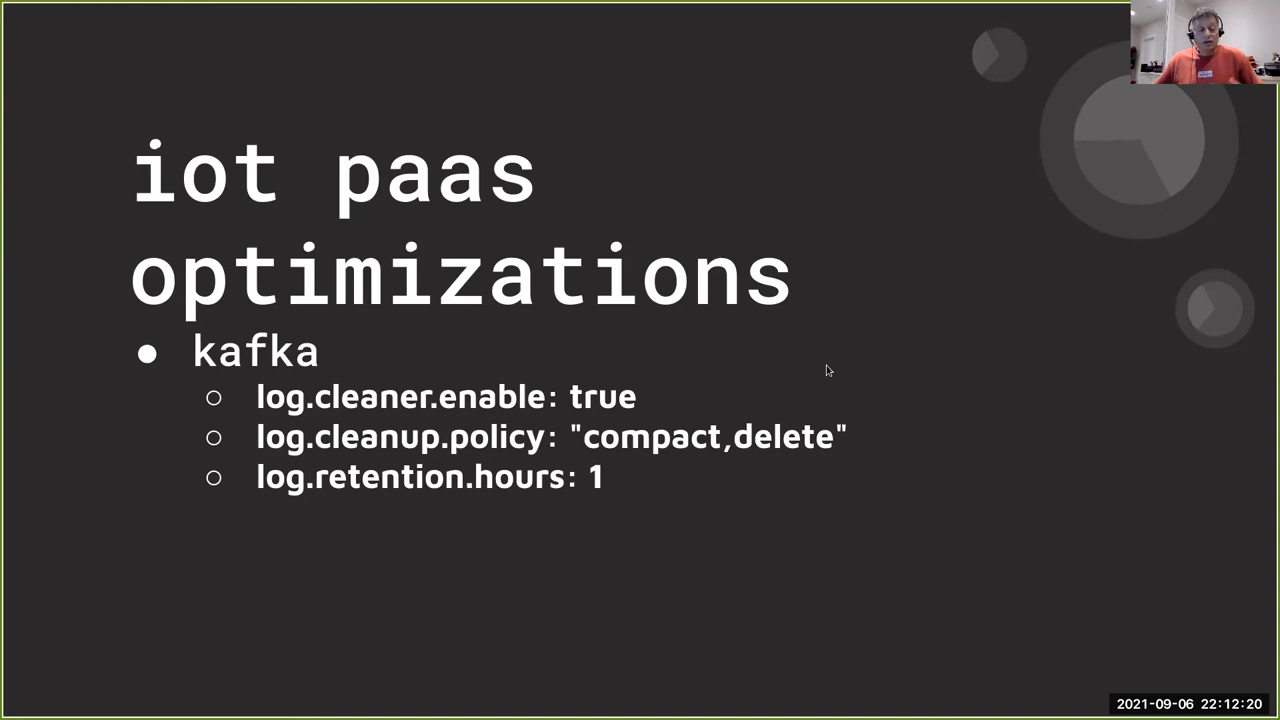 iot paas
optimizations
● kafka
○ log.cleaner.enable: true
○ log.cleanup.policy: "compact,delete"
○ log.retention.hours: 1
2021-09-06 22:12:20